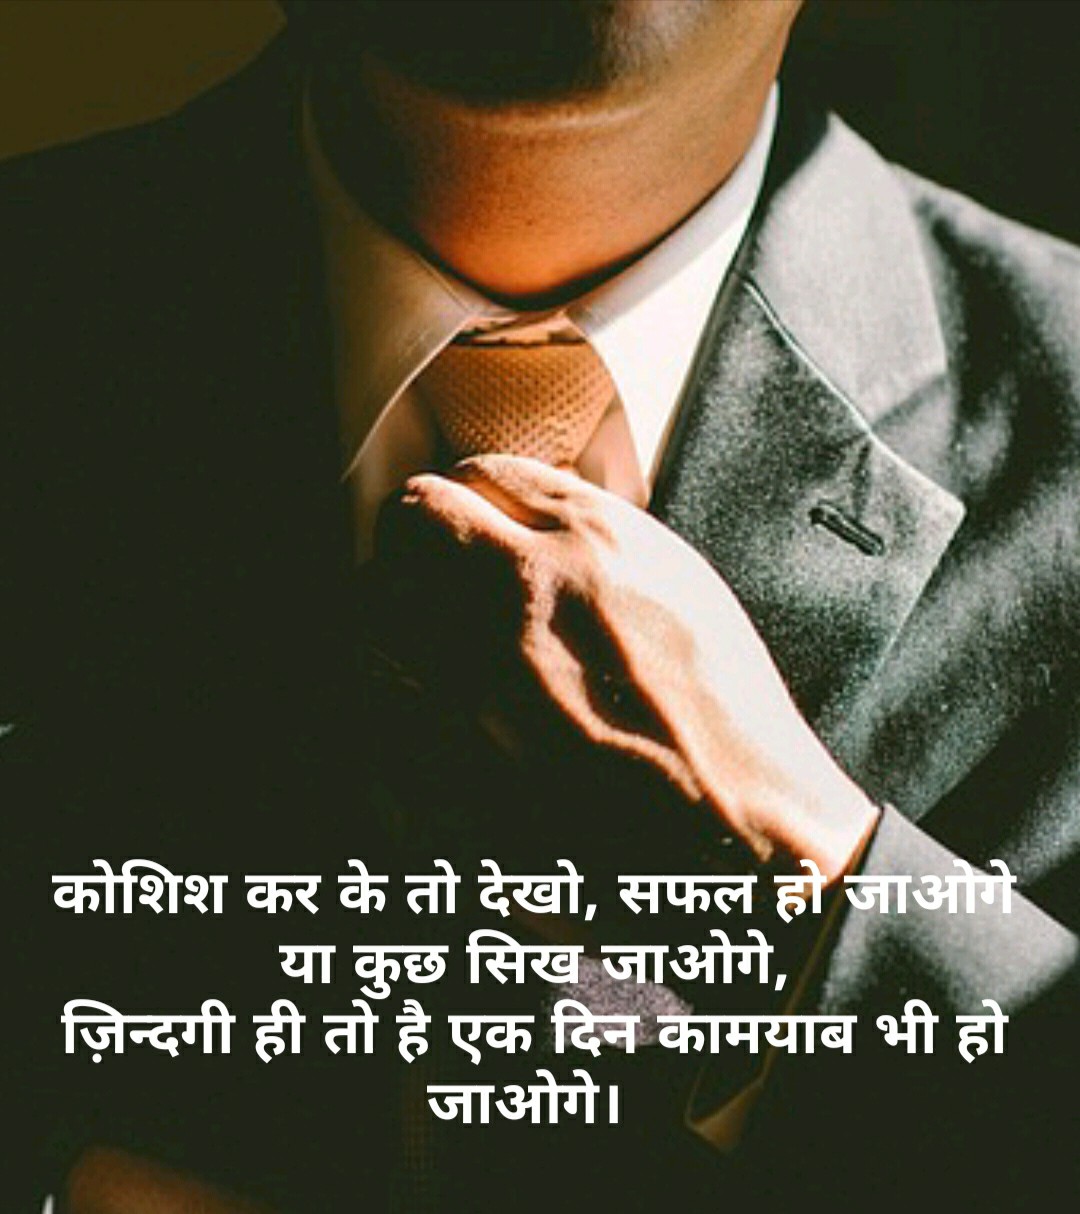 कोशिश कर के तो देखो, सफल हो जाओगे
या कुछ सिख जाओगे,
ज़िन्दगी ही तो है एक दिन कामयाब भी हो
जाओगे।